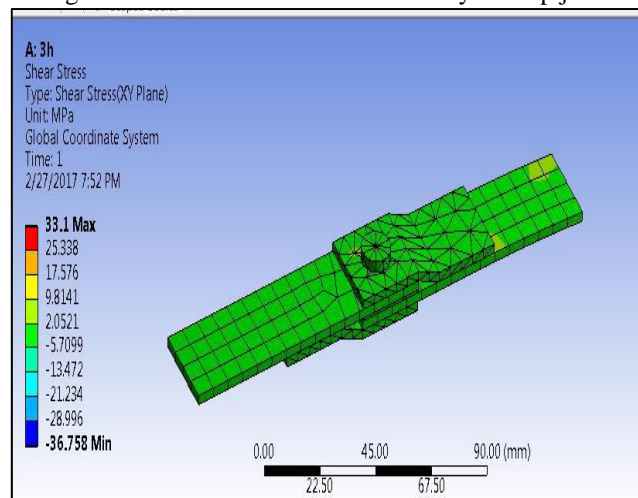 A: 3h
Shear Stress
Type: Shear Stress(XY Plane)
Unit: MPa
Global Coordinate System
Time: 1
2/27/2017 7:52 PM
33.1 Max
25.338
17.576
9.8141
2.0521
-5.7099
-13.472
-21.234
-28.996
-36.758 Min
0.00 45.00 90.00 (mm)
22.50 67.50